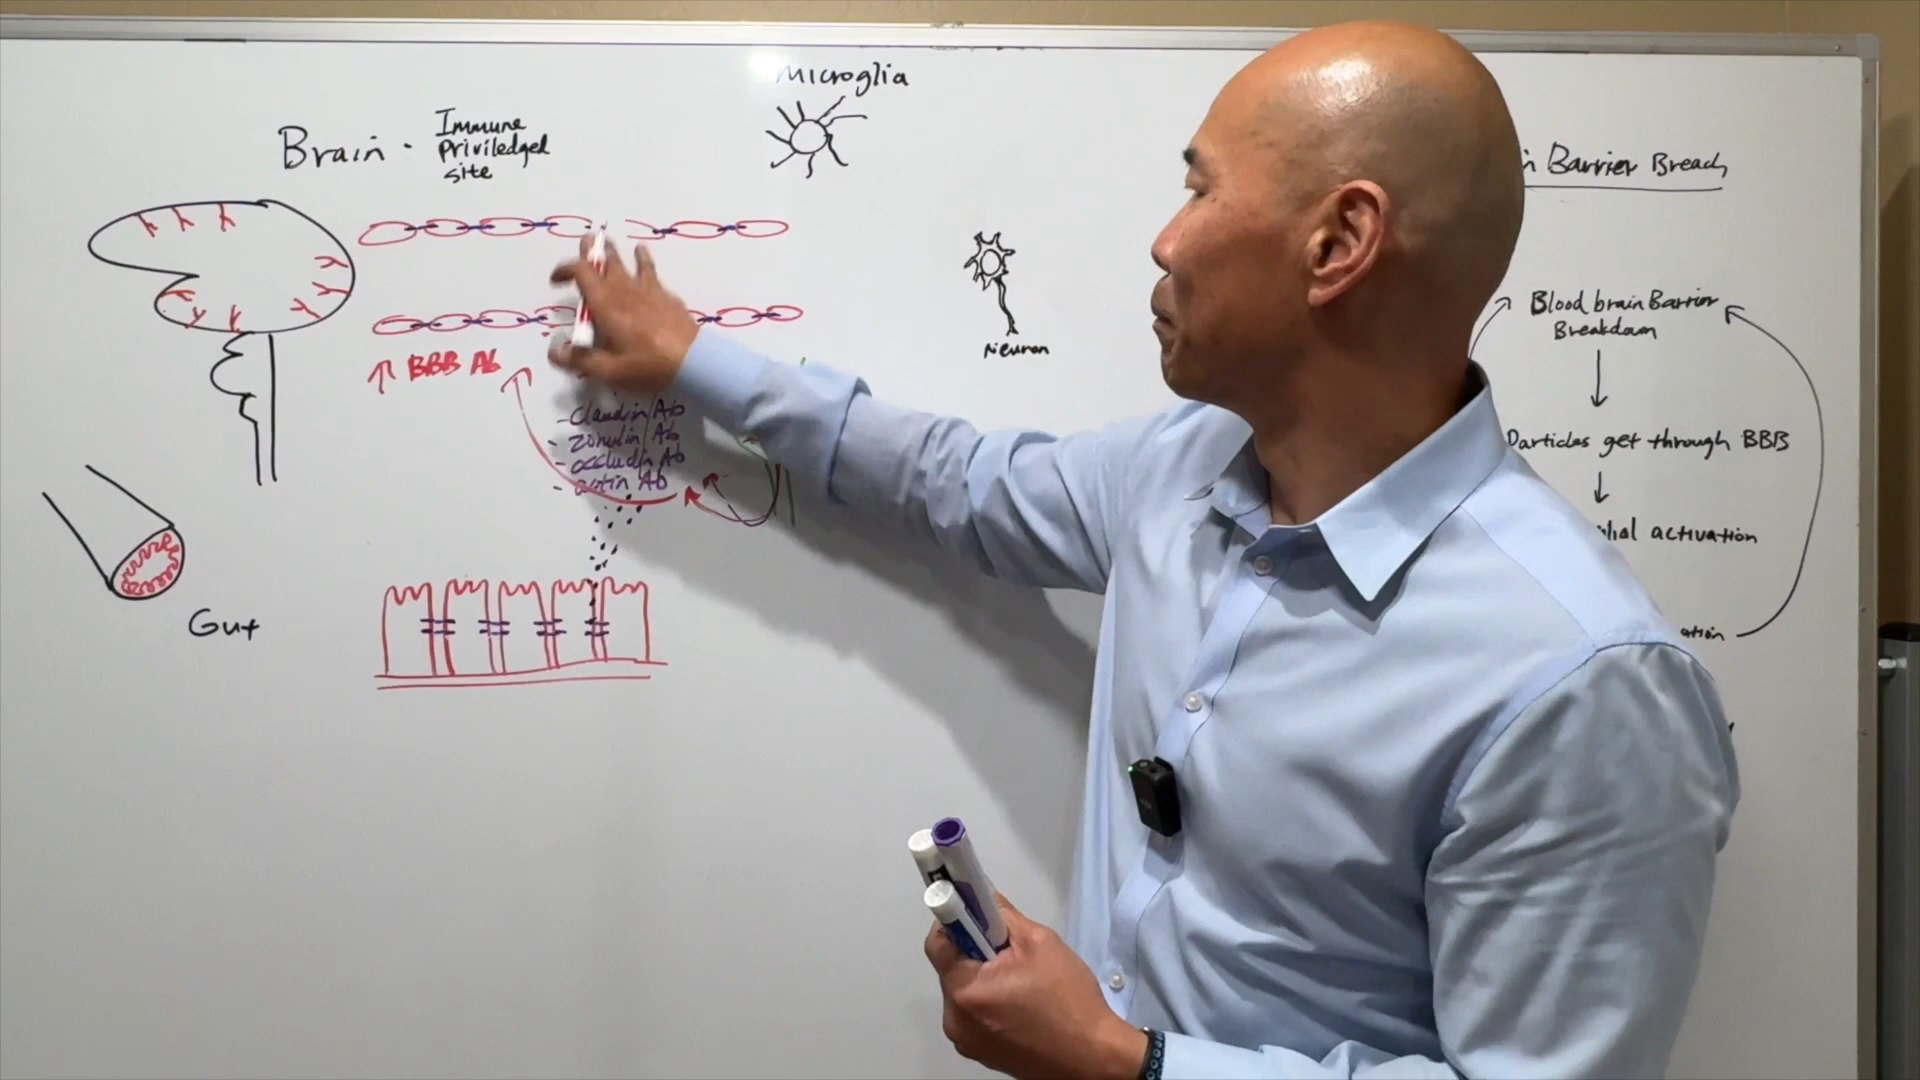 Microglia
Brain -
Immune
Priviledged
site
Barrier Breach
Blood brain Barrier
Breakdown
Neuron
↑ BBB Ab
- Claudin Ab
- Zonulin Ab
- occludin Ab
- actin Ab
Particles get through BBB
activation
Gut